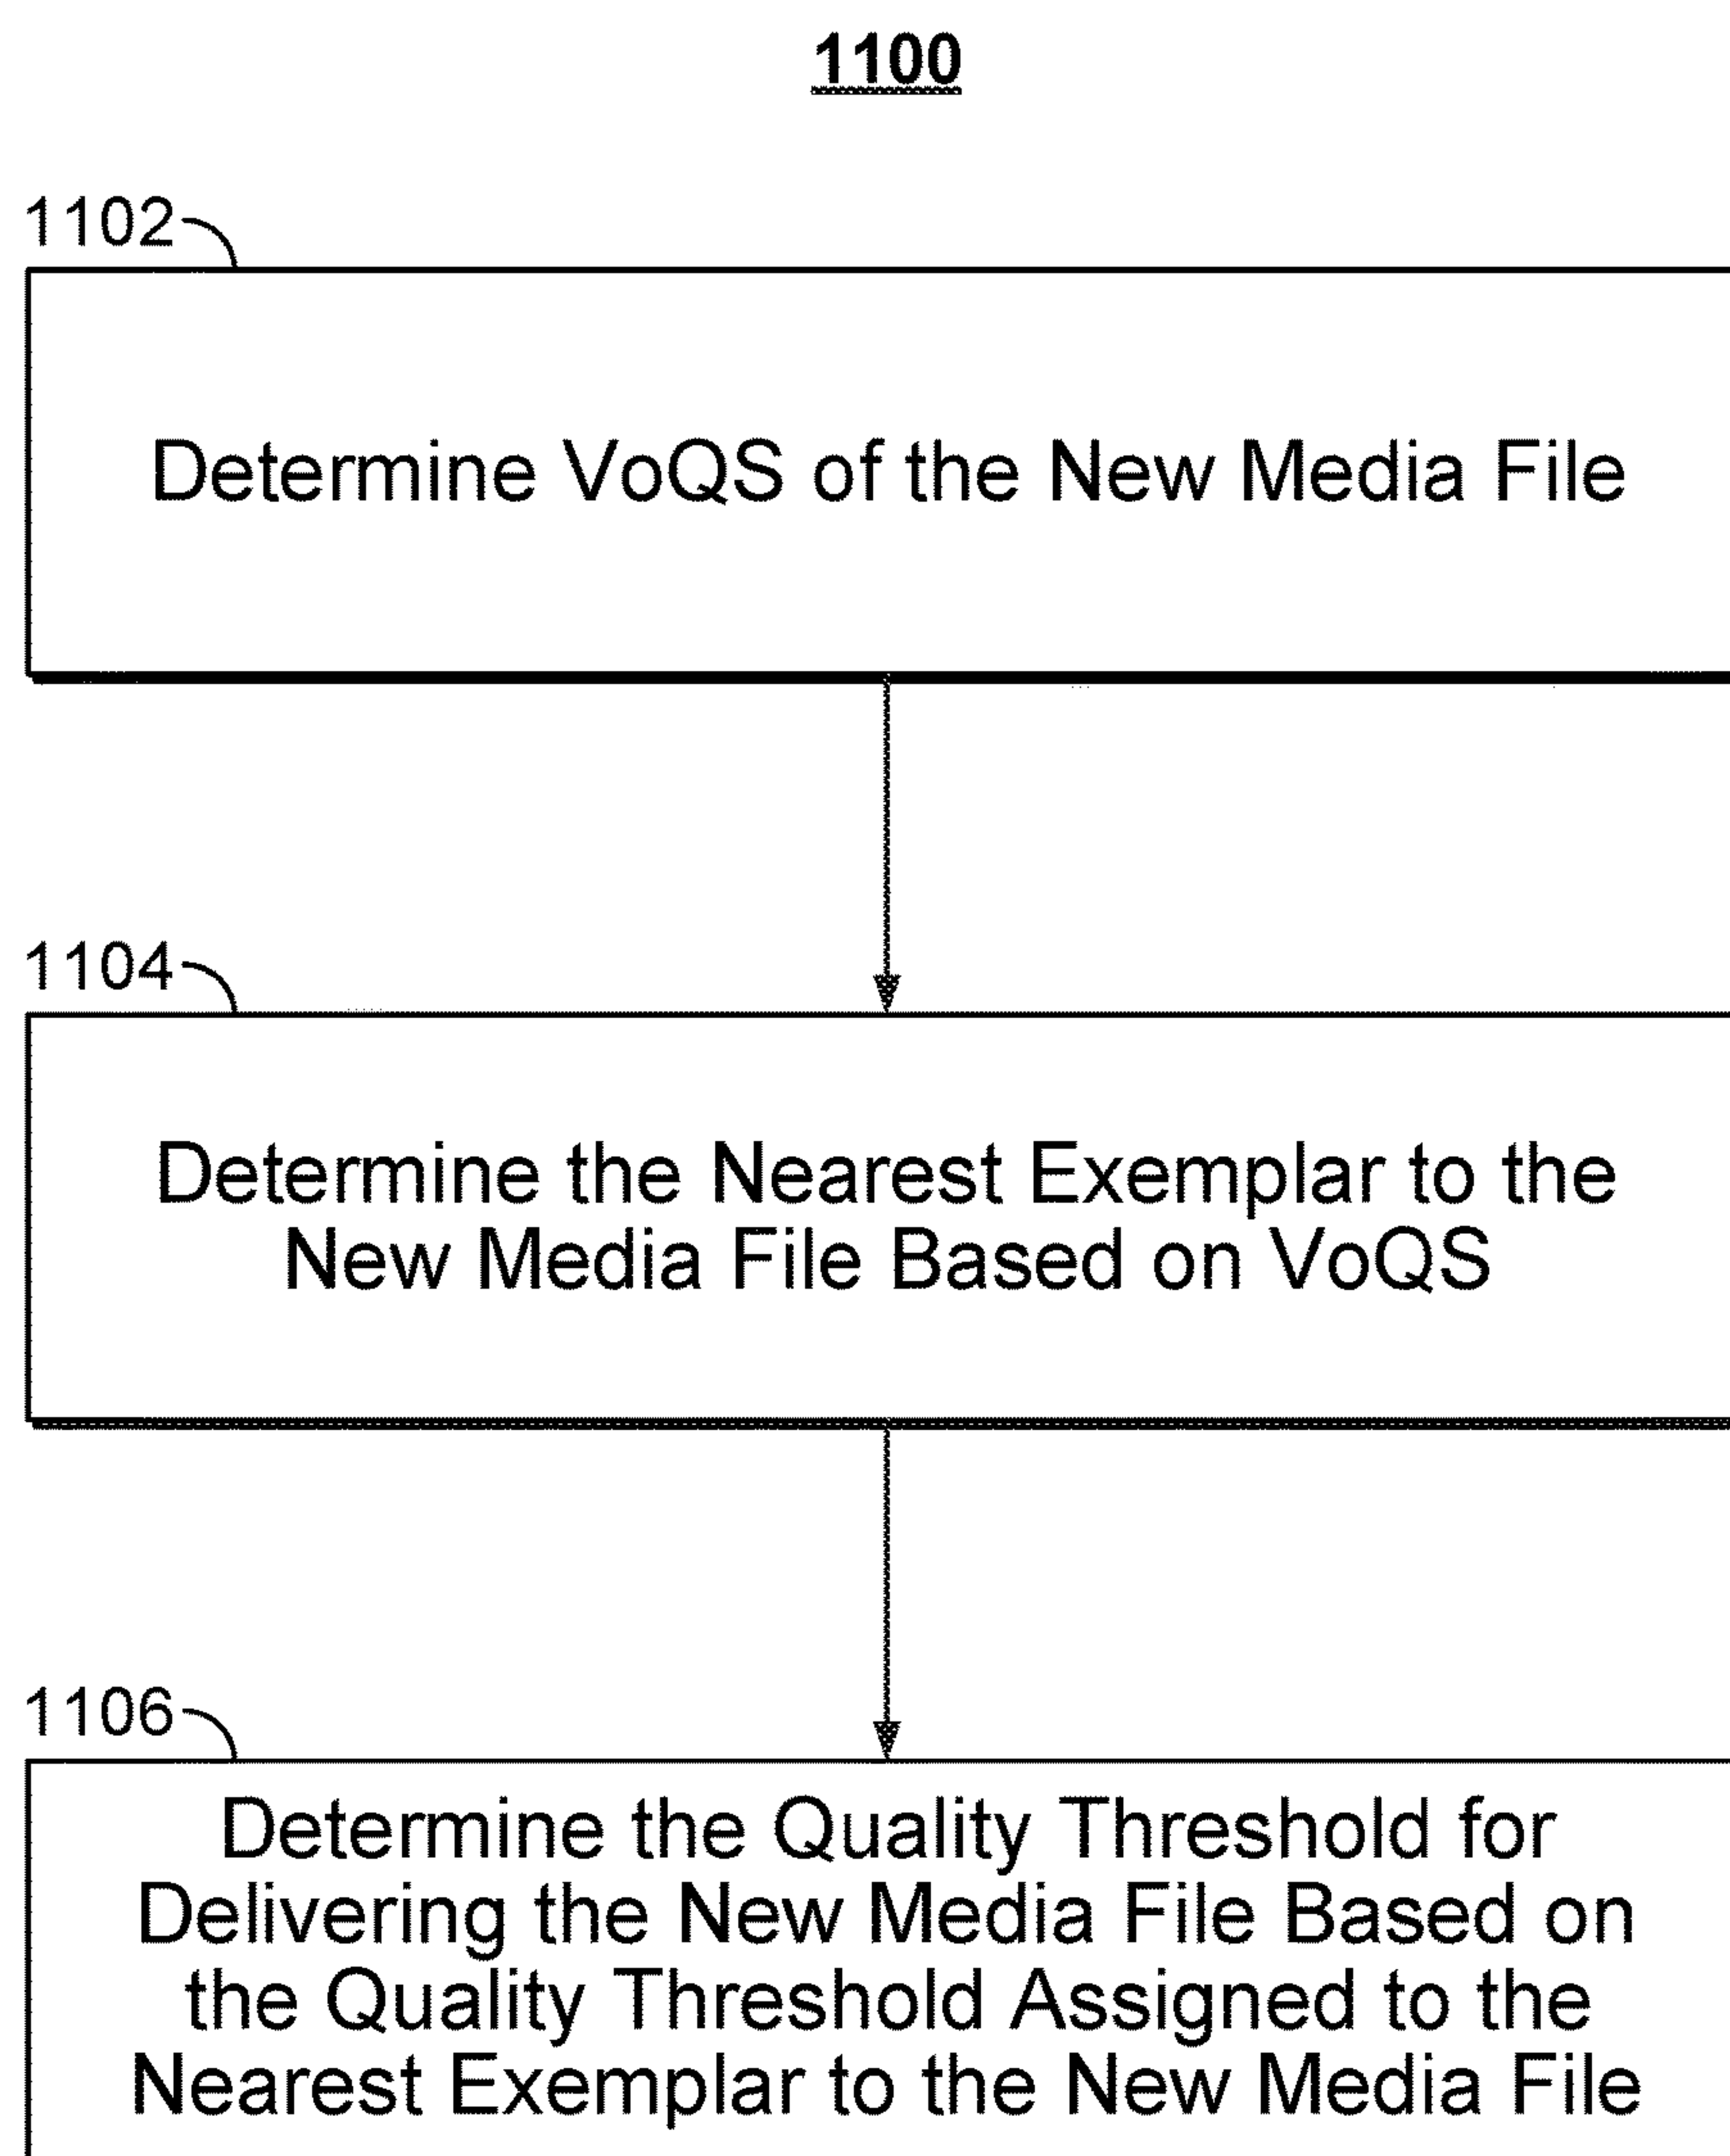 1100
1102
Determine VoQS of the New Media File
1104
Determine the Nearest Exemplar to the
New Media File Based on VoQS
1106
Determine the Quality Threshold for
Delivering the New Media File Based on
the Quality Threshold Assigned to the
Nearest Exemplar to the New Media File